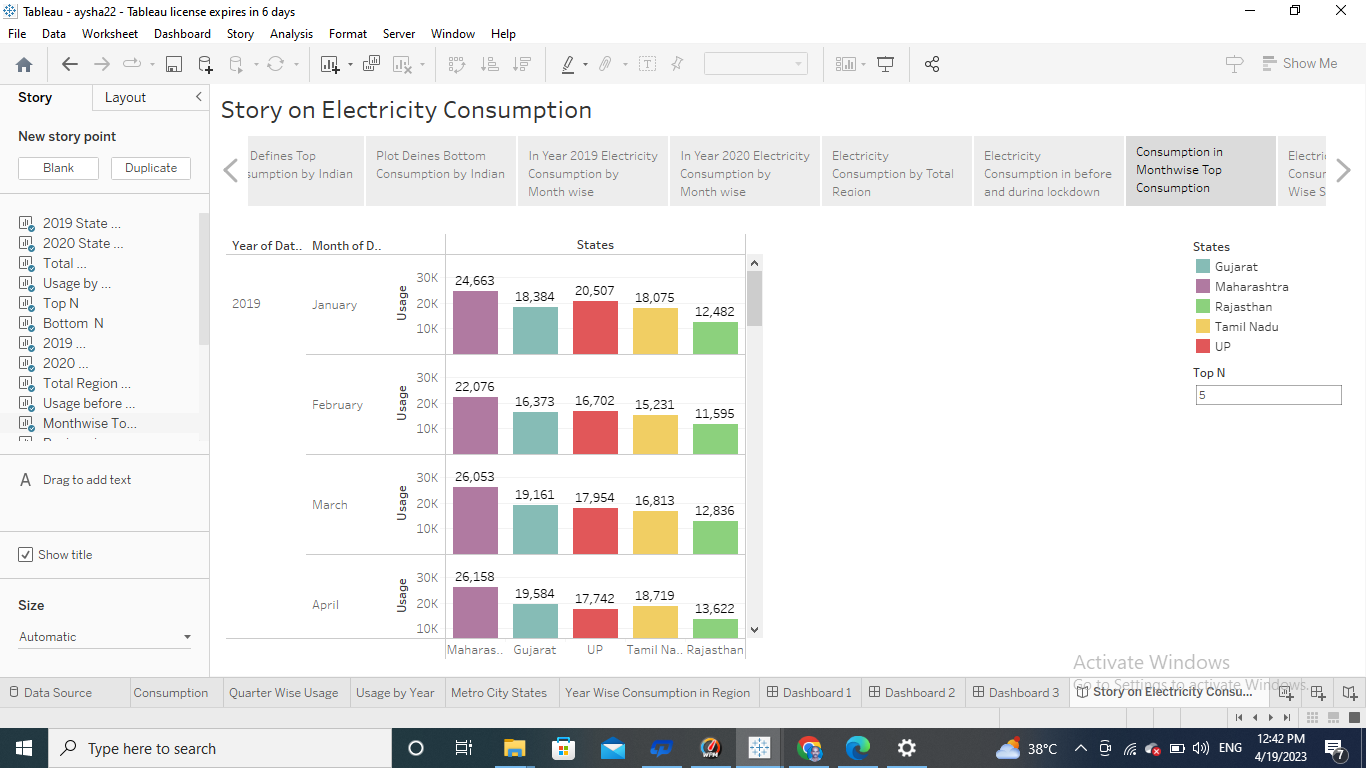 Tableau - aysha22 - Tableau license expires in 6 days
File Data Worksheet Dashboard Story Analysis Format Server Window Help
Show Me
Story Layout
New story point
Blank Duplicate
2019 State ...
2020 State ...
Total ...
Usage by ...
Top N
Bottom N
2019 ...
2020 ...
Total Region ...
Usage before ...
Monthwise To...
A Drag to add text
Show title
Size
Automatic
Story on Electricity Consumption
Defines Top
sumption by Indian
Plot Deines Bottom
Consumption by Indian
In Year 2019 Electricity
Consumption by
Month wise
In Year 2020 Electricity
Consumption by
Month wise
Electricity
Consumption by Total
Region
Electricity
Consumption in before
and during lockdown
Consumption in
Monthwise Top
Consumption
Electri
Consur
Wise S
Year of Dat.. Month of D.. States
2019 January Usage 30K 20K 10K
24,663 18,384 20,507 18,075 12,482
February Usage 30K 20K 10K
22,076 16,373 16,702 15,231 11,595
March Usage 30K 20K 10K
26,053 19,161 17,954 16,813 12,836
April Usage 30K 20K 10K
26,158 19,584 17,742 18,719 13,622
Maharas.. Gujarat UP Tamil Na.. Rajasthan
States
Gujarat
Maharashtra
Rajasthan
Tamil Nadu
UP
Top N
5
Activate Windows
Go to Settings to activate Windows.
Data Source Consumption Quarter Wise Usage Usage by Year Metro City States Year Wise Consumption in Region Dashboard 1 Dashboard 2 Dashboard 3 Story on Electricity Consu...
Type here to search
WPM
38°C ENG
12:42 PM
4/19/2023
7